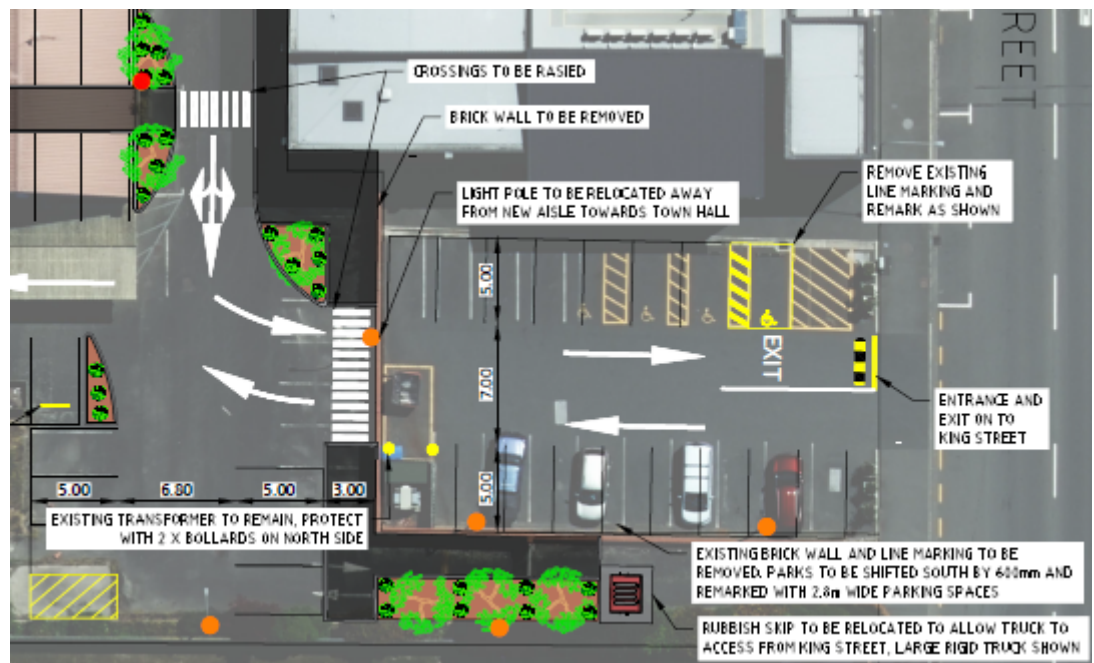 REET
CROSSINGS TO BE RASIED
BRICK WALL TO BE REMOVED
REMOVE EXISTING
LINE MARKING AND
REMARK AS SHOWN
LIGHT POLE TO BE RELOCATED AWAY
FROM NEW AISLE TOWARDS TOWN HALL
5.00
7.00
5.00
EXIT
ENTRANCE AND
EXIT ON TO
KING STREET
5.00
6.80
5.00
3.00
EXISTING TRANSFORMER TO REMAIN, PROTECT
WITH 2 X BOLLARDS ON NORTH SIDE
EXISTING BRICK WALL AND LINE MARKING TO BE
REMOVED. PARKS TO BE SHIFTED SOUTH BY 600mm AND
REMARKED WITH 2.8m WIDE PARKING SPACES
RUBBISH SKIP TO BE RELOCATED TO ALLOW TRUCK TO
ACCESS FROM KING STREET, LARGE RIGID TRUCK SHOWN